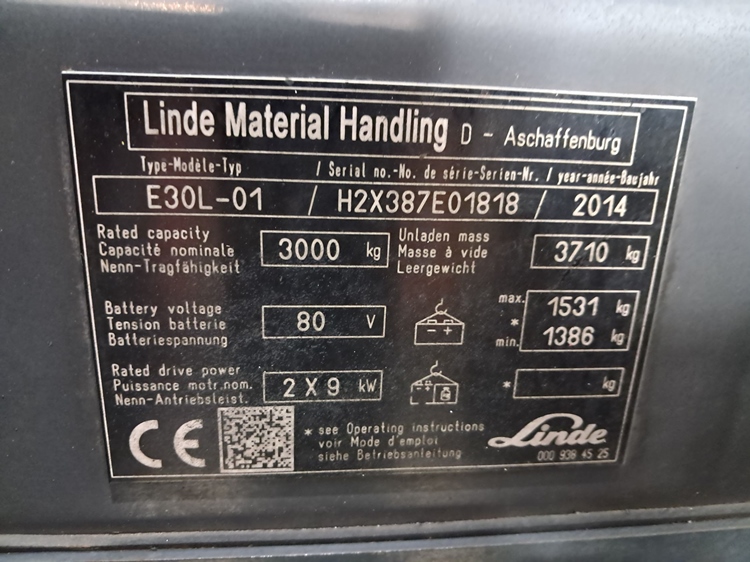 Linde Material Handling D - Aschaffenburg
Type-Modèle-Typ / Serial no.-No. de série-Serien-Nr. / year-année-Baujahr
E30L-01 / H2X387E01818 / 2014
Rated capacity
Capacité nominale
Nenn-Tragfähigkeit
3000 kg
Unladen mass
Masse à vide
Leergewicht
3710 kg
Battery voltage
Tension batterie
Batteriespannung
80 V
- +
max. 1531 kg
*
min. 1386 kg
Rated drive power
Puissance motr.nom.
Nenn-Antriebsleist.
2 X 9 kW
- +
* kg
CE
* see Operating instructions
voir Mode d'emploi
siehe Betriebsanleitung
Linde
000 938 45 25